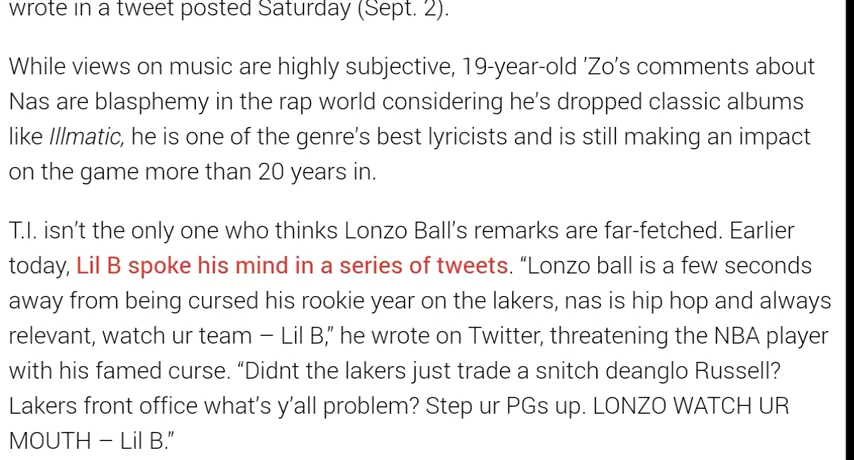 wrote in a tweet posted Saturday (Sept. 2).
While views on music are highly subjective, 19-year-old ’Zo’s comments about
Nas are blasphemy in the rap world considering he’s dropped classic albums
like Illmatic, he is one of the genre’s best lyricists and is still making an impact
on the game more than 20 years in.
T.I. isn’t the only one who thinks Lonzo Ball’s remarks are far-fetched. Earlier
today, Lil B spoke his mind in a series of tweets. “Lonzo ball is a few seconds
away from being cursed his rookie year on the lakers, nas is hip hop and always
relevant, watch ur team – Lil B,” he wrote on Twitter, threatening the NBA player
with his famed curse. “Didnt the lakers just trade a snitch deanglo Russell?
Lakers front office what’s y’all problem? Step ur PGs up. LONZO WATCH UR
MOUTH – Lil B.”